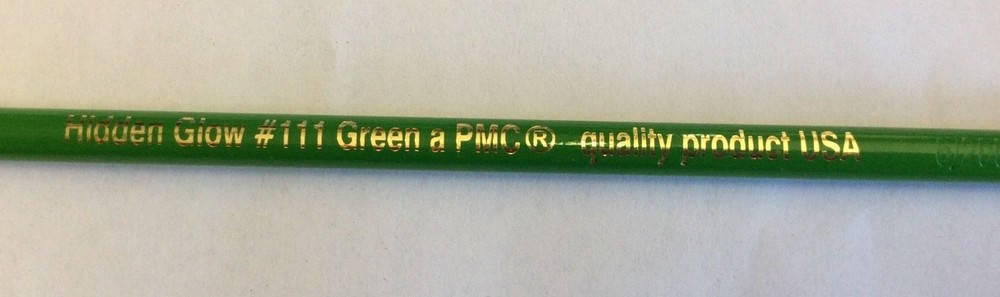 Hidden Glow #111 Green a PMC® quality product USA